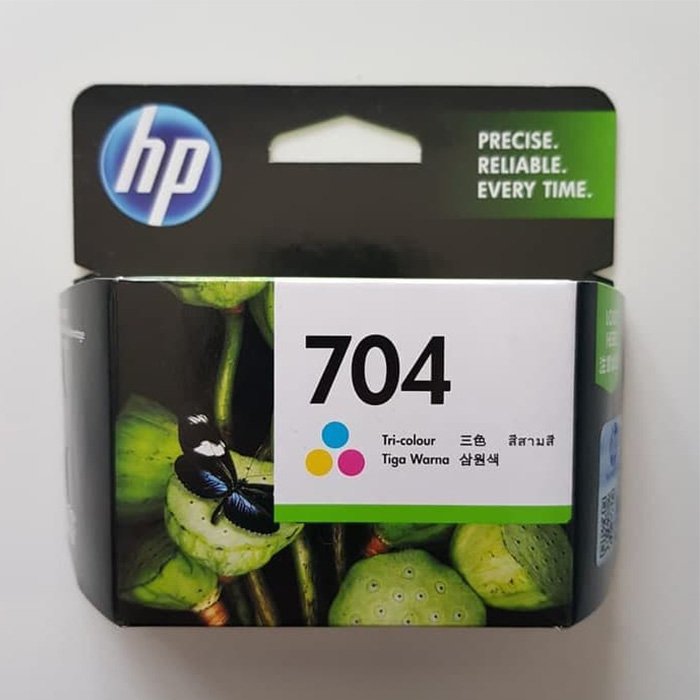 hp
PRECISE.
RELIABLE.
EVERY TIME.
704
Tri-colour 三色 สีสามสี
Tiga Warna 삼원색